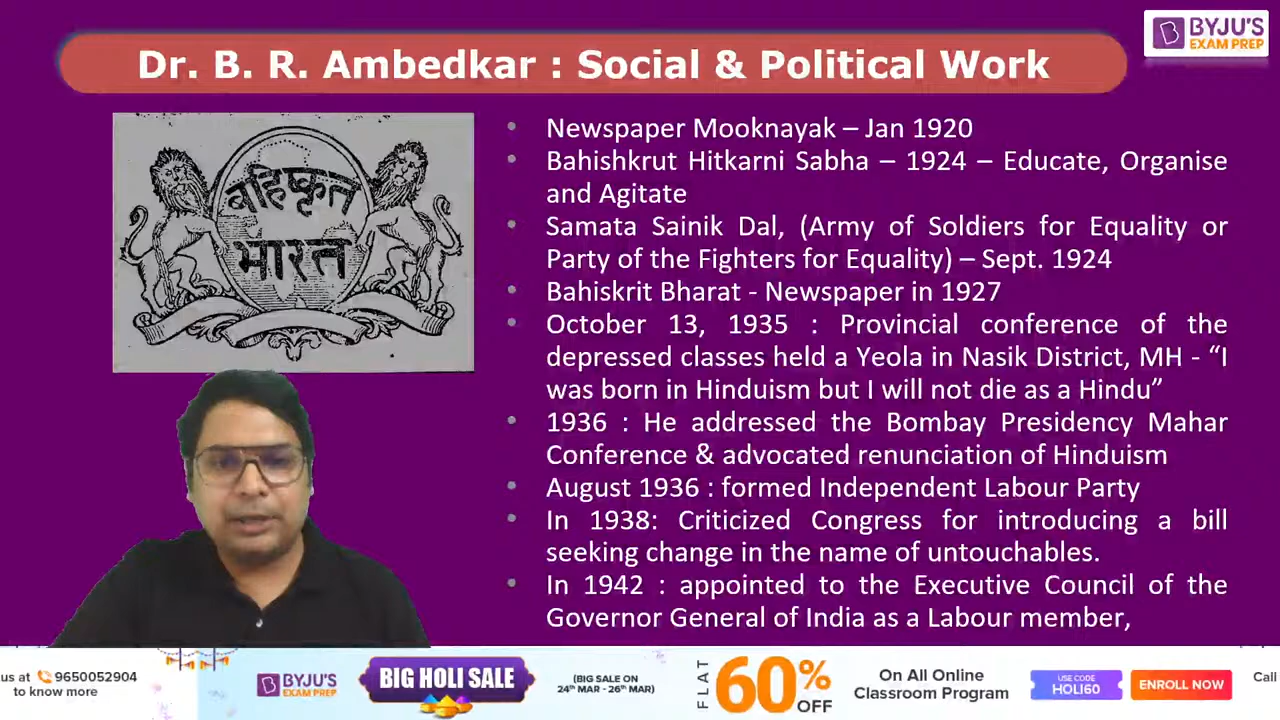 BYJU'S
EXAM PREP
Dr. B. R. Ambedkar : Social & Political Work
बहिष्कृत
भारत
• Newspaper Mooknayak – Jan 1920
• Bahishkrut Hitkarni Sabha – 1924 – Educate, Organise
and Agitate
• Samata Sainik Dal, (Army of Soldiers for Equality or
Party of the Fighters for Equality) – Sept. 1924
• Bahiskrit Bharat - Newspaper in 1927
• October 13, 1935 : Provincial conference of the
depressed classes held a Yeola in Nasik District, MH - “I
was born in Hinduism but I will not die as a Hindu”
• 1936 : He addressed the Bombay Presidency Mahar
Conference & advocated renunciation of Hinduism
• August 1936 : formed Independent Labour Party
• In 1938: Criticized Congress for introducing a bill
seeking change in the name of untouchables.
• In 1942 : appointed to the Executive Council of the
Governor General of India as a Labour member,
us at 9650052904
to know more
BYJU'S
EXAM PREP
BIG HOLI SALE
(BIG SALE ON
24th MAR - 26th MAR)
FLAT
60% OFF
On All Online
Classroom Program
USE CODE
HOLI60
ENROLL NOW
Call